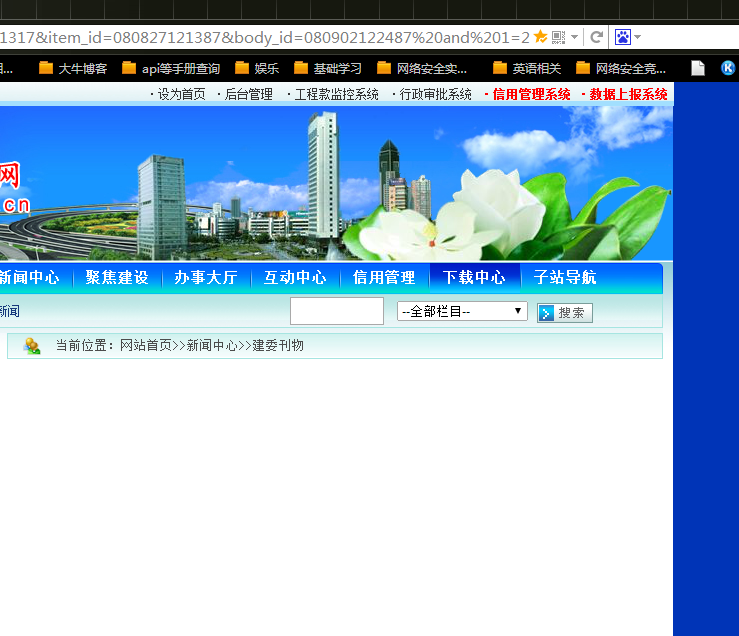 1317&item_id=080827121387&body_id=080902122487%20and%201=2
大牛博客 api等手册查询 娱乐 基础学习 网络安全实... 英语相关 网络安全竞...
·设为首页 ·后台管理 ·工程款监控系统 ·行政审批系统 ·信用管理系统 ·数据上报系统
网
cn
新闻中心 聚焦建设 办事大厅 互动中心 信用管理 下载中心 子站导航
新闻 --全部栏目-- 搜索
当前位置：网站首页>>新闻中心>>建委刊物